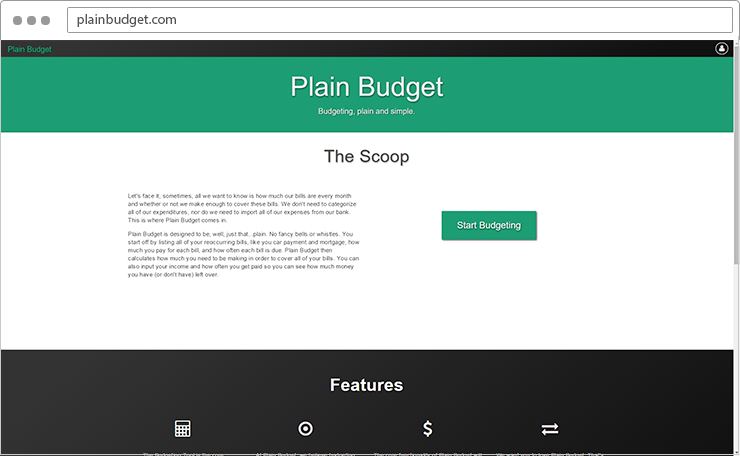 plainbudget.com
Plain Budget
Plain Budget
Budgeting, plain and simple.
The Scoop
Let's face it, sometimes, all we want to know is how much our bills are every month
and whether or not we make enough to cover these bills. We don't need to categorize
all of our expenditures, nor do we need to import all of our expenses from our bank.
This is where Plain Budget comes in.
Plain Budget is designed to be, well, just that...plain. No fancy bells or whistles. You
start off by listing all of your reoccurring bills, like you car payment and mortgage, how
much you pay for each bill, and how often each bill is due. Plain Budget then
calculates how much you need to be making in order to cover all of your bills. You can
also input your income and how often you get paid so you can see how much money
you have (or don't have) left over.
Start Budgeting
Features